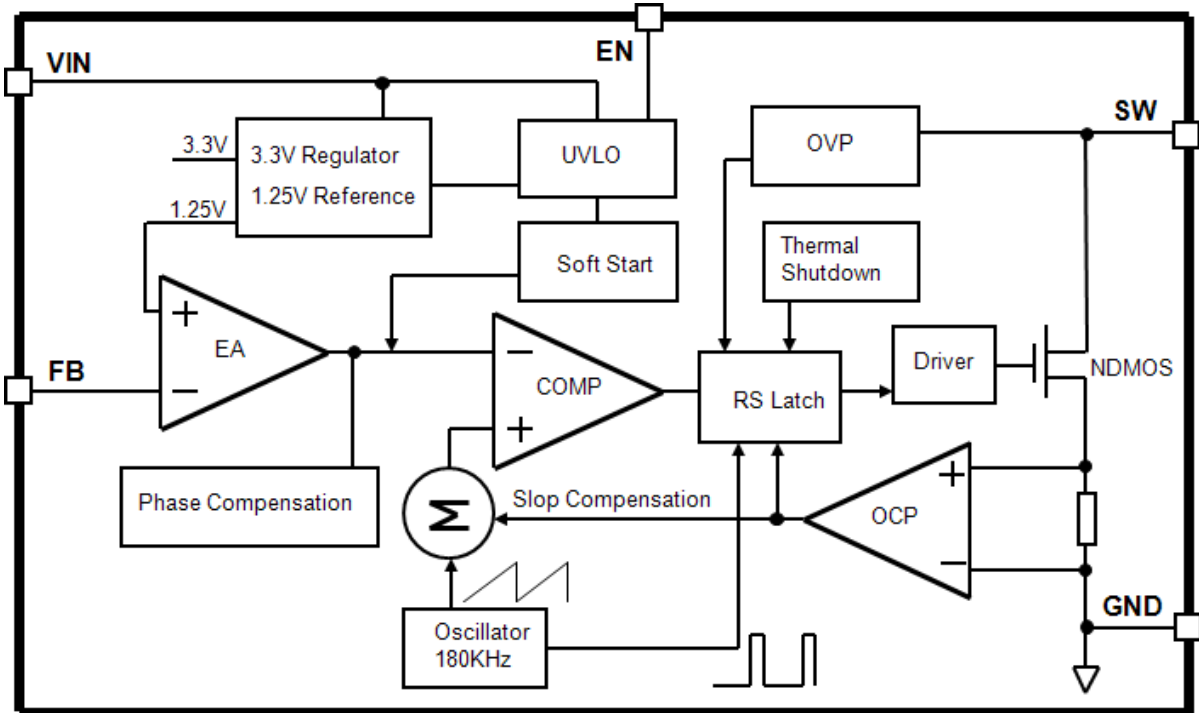 EN
VIN
SW
3.3V
3.3V Regulator
1.25V Reference
1.25V
UVLO
OVP
Soft Start
Thermal
Shutdown
+
EA
−
FB
−
COMP
+
RS Latch
Driver
NDMOS
Phase Compensation
Σ
Slop Compensation
+
OCP
−
GND
Oscillator
180KHz